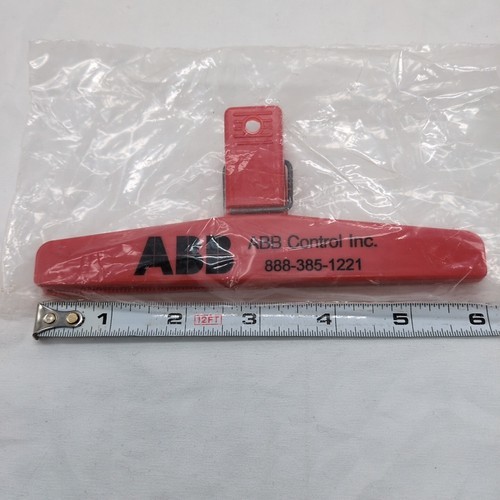 ABB
ABB Control Inc.
888-385-1221
1 2 12FT 3 4 5 6